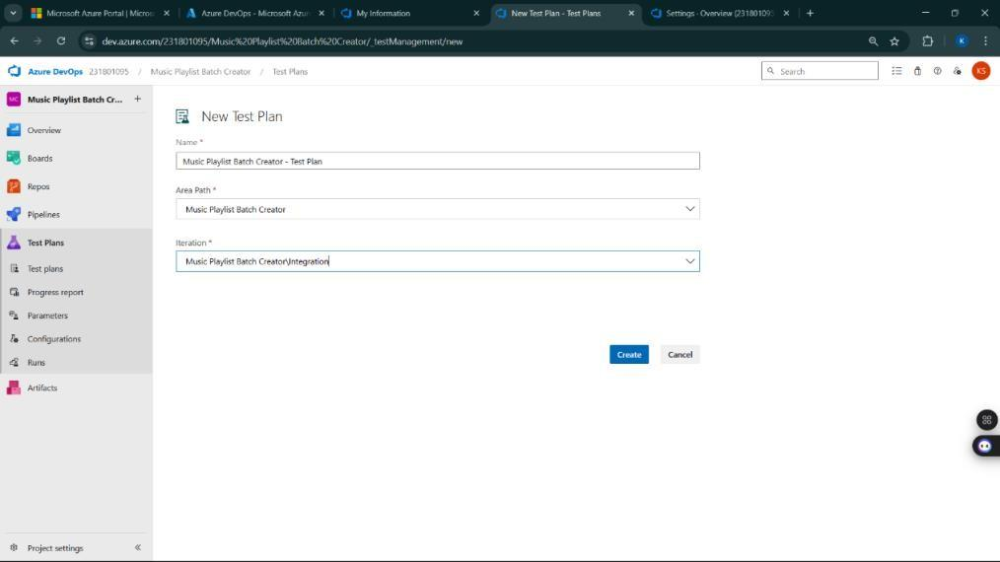 Microsoft Azure Portal | Micros
Azure DevOps - Microsoft Azur
My Information
New Test Plan - Test Plans
Settings · Overview (231801095
dev.azure.com/231801095/Music%20Playlist%20Batch%20Creator/_testManagement/new
K
Azure DevOps 231801095 / Music Playlist Batch Creator / Test Plans
Search
KS
MC Music Playlist Batch Cr... +
Overview
Boards
Repos
Pipelines
Test Plans
Test plans
Progress report
Parameters
Configurations
Runs
Artifacts
Project settings
New Test Plan
Name *
Music Playlist Batch Creator - Test Plan
Area Path *
Music Playlist Batch Creator
Iteration *
Music Playlist Batch Creator\Integration
Create
Cancel